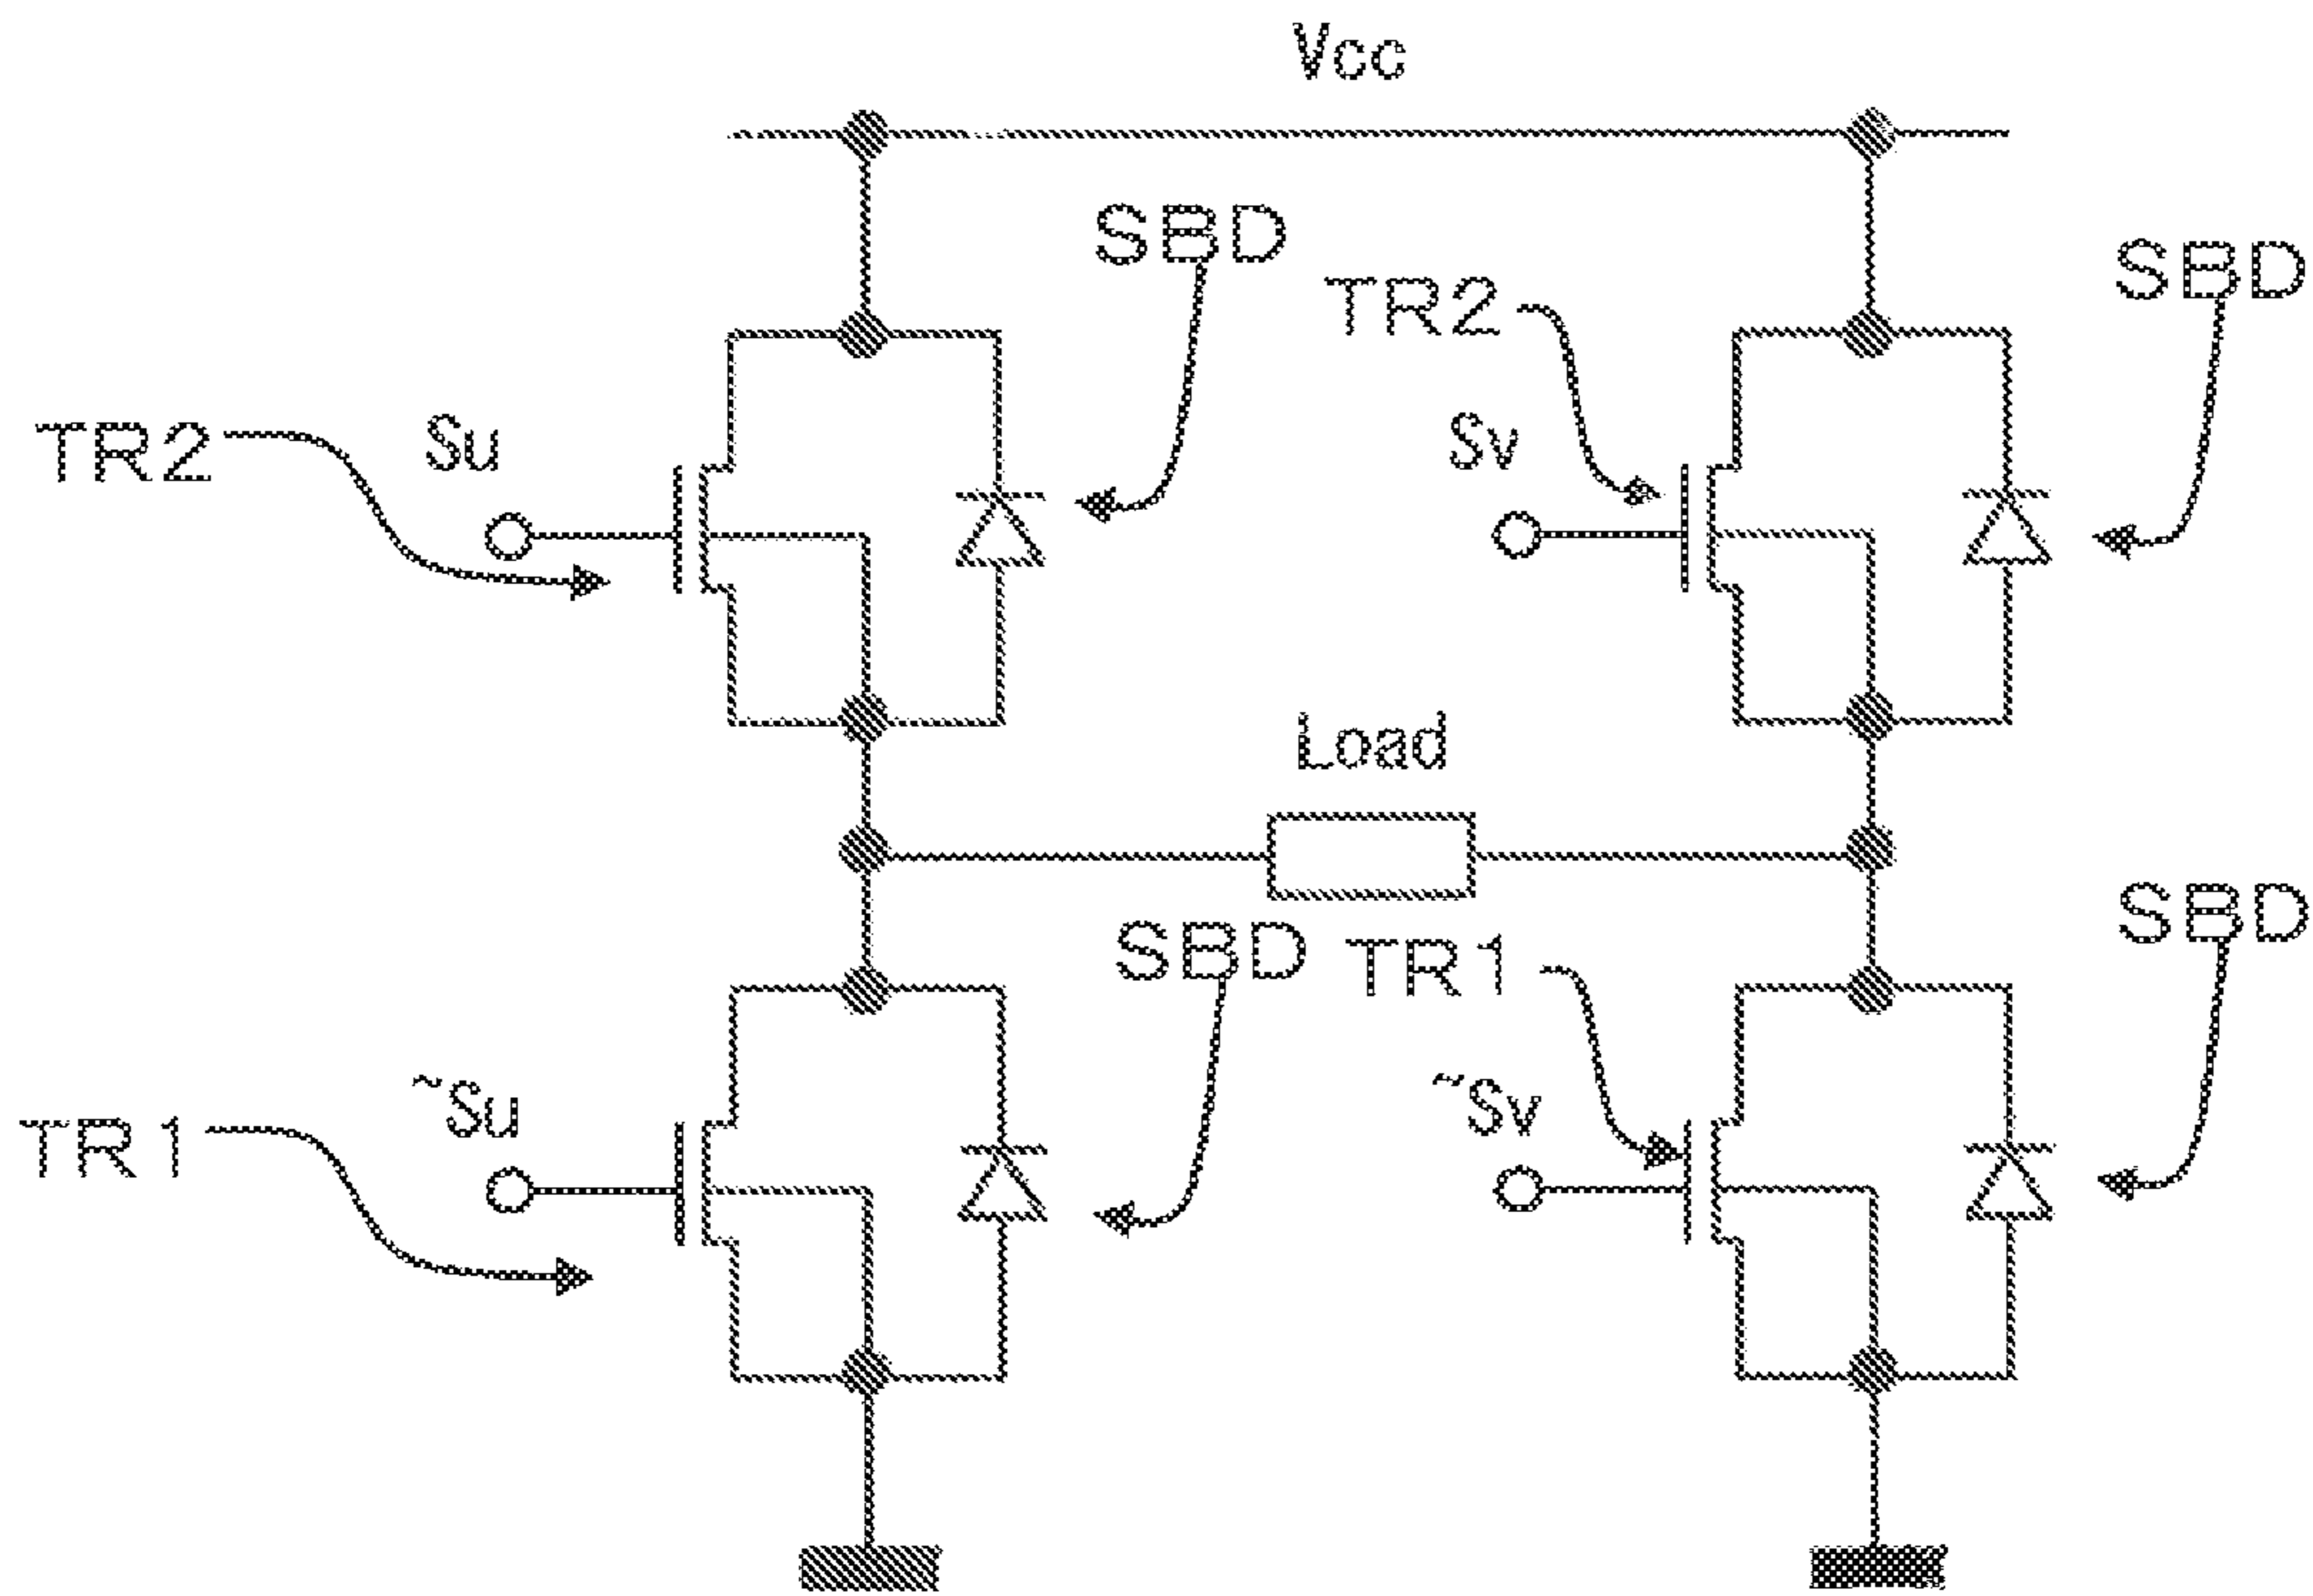 Vcc
SBD
SBD
TR2
Su
Sv
TR2
Load
SBD
SBD
TR1
~Su
~Sv
TR1